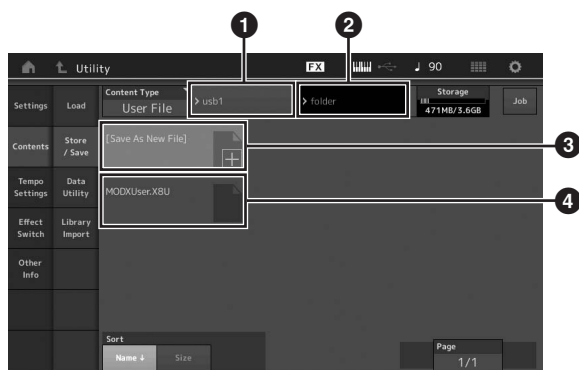 1 2
Utility FX ♩ 90
Settings Load Content Type User File > usb1 > folder Storage 471MB/3.6GB Job
Contents Store / Save [Save As New File] 3
Tempo Settings Data Utility MODXUser.X8U 4
Effect Switch Library Import
Other Info
Sort Page
Name ↓ Size 1/1